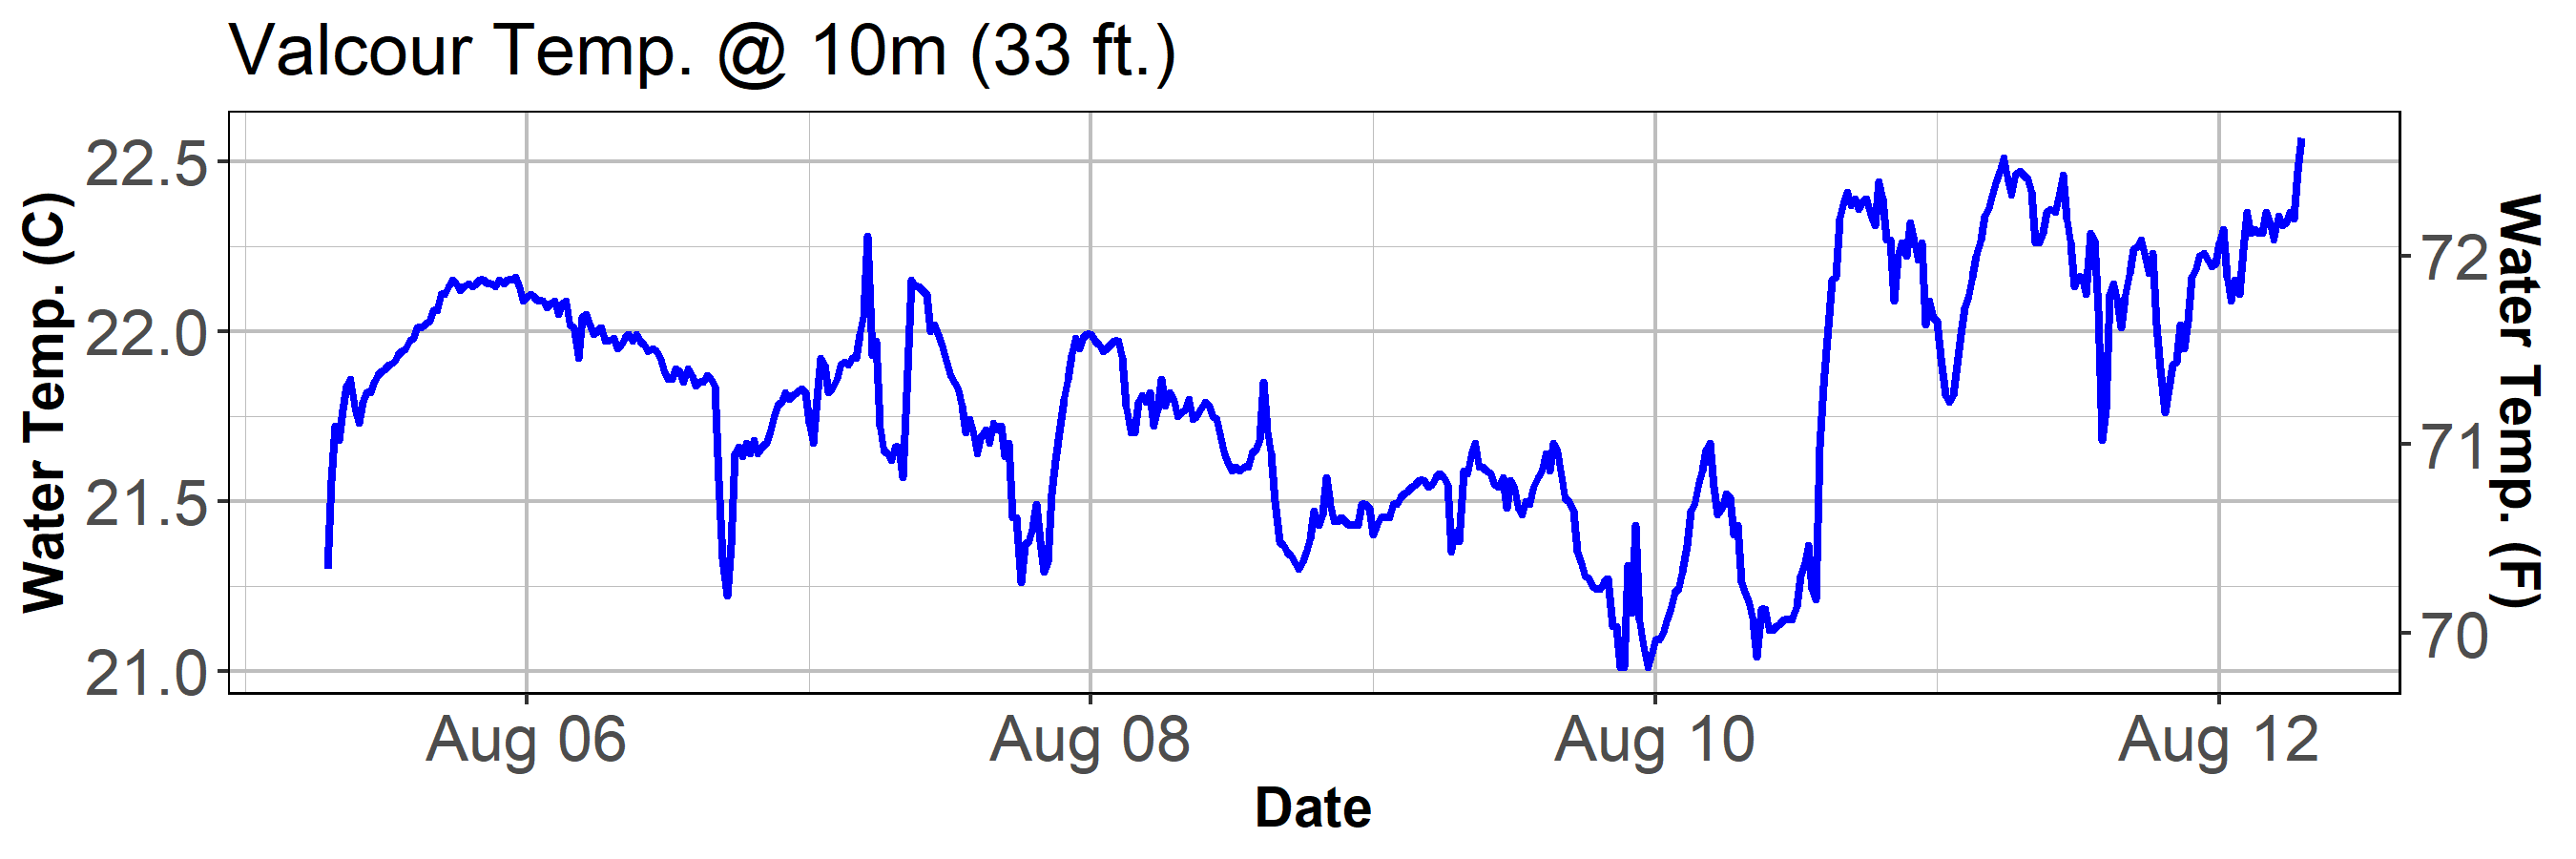 Valcour Temp. @ 10m (33 ft.)
Water Temp. (C)
22.5
22.0
21.5
21.0
72
71
70
Water Temp. (F)
Aug 06
Aug 08
Aug 10
Aug 12
Date